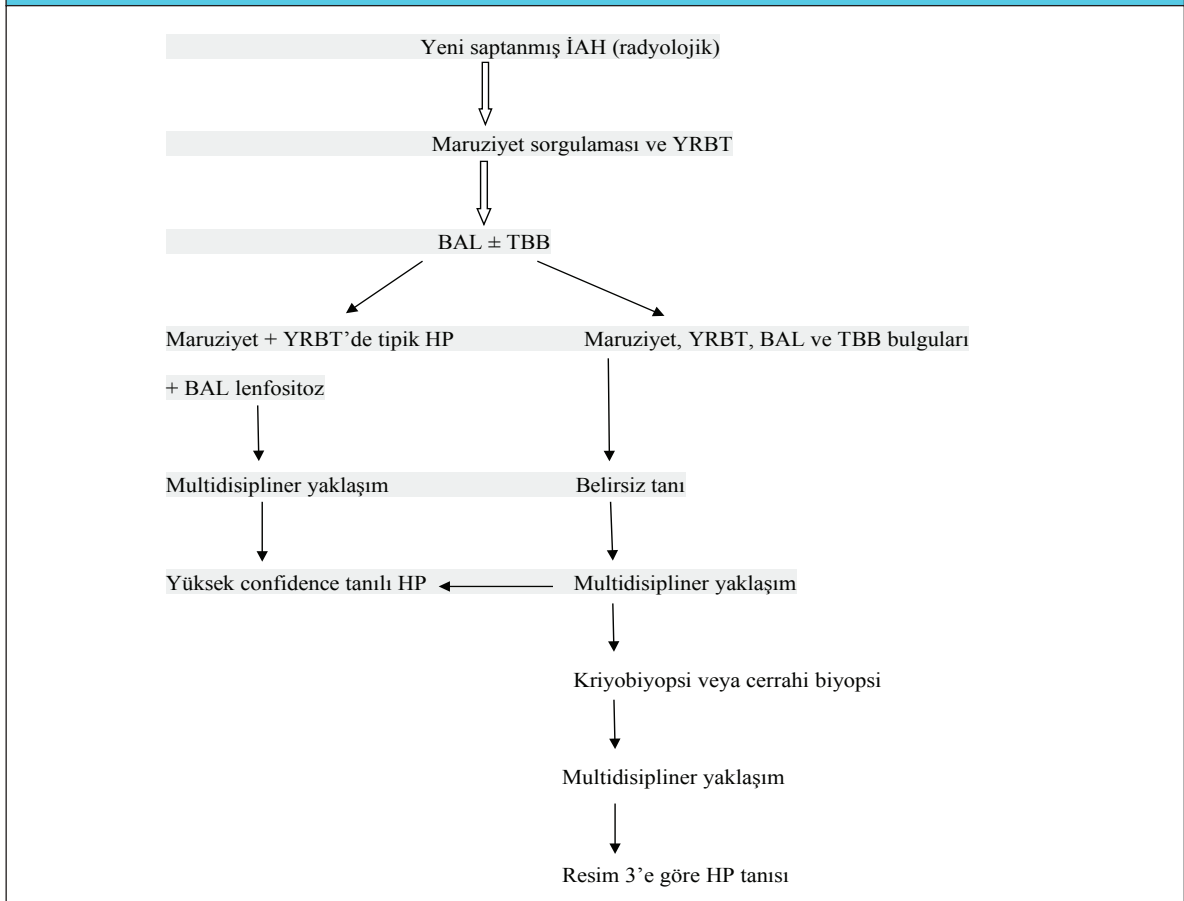 Yeni saptanmış İAH (radyolojik)
Maruziyet sorgulaması ve YRBT
BAL ± TBB
Maruziyet + YRBT’de tipik HP
+ BAL lenfositoz
Maruziyet, YRBT, BAL ve TBB bulguları
Multidisipliner yaklaşım
Belirsiz tanı
Yüksek confidence tanılı HP
Multidisipliner yaklaşım
Kriyobiyopsi veya cerrahi biyopsi
Multidisipliner yaklaşım
Resim 3’e göre HP tanısı